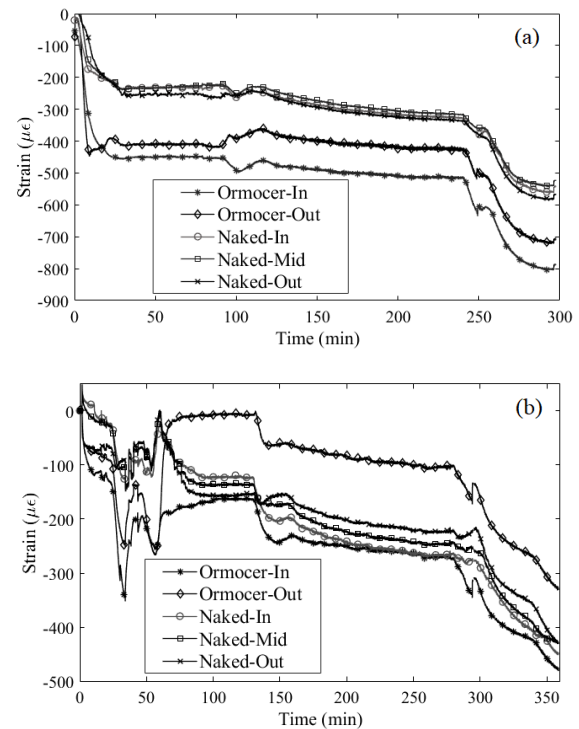 (a)
0
-100
-200
-300
-400
-500
-600
-700
-800
-900
Strain (με)
Ormocer-In
Ormocer-Out
Naked-In
Naked-Mid
Naked-Out
0 50 100 150 200 250 300
Time (min)
(b)
0
-100
-200
-300
-400
-500
Strain (με)
Ormocer-In
Ormocer-Out
Naked-In
Naked-Mid
Naked-Out
0 50 100 150 200 250 300 350
Time (min)